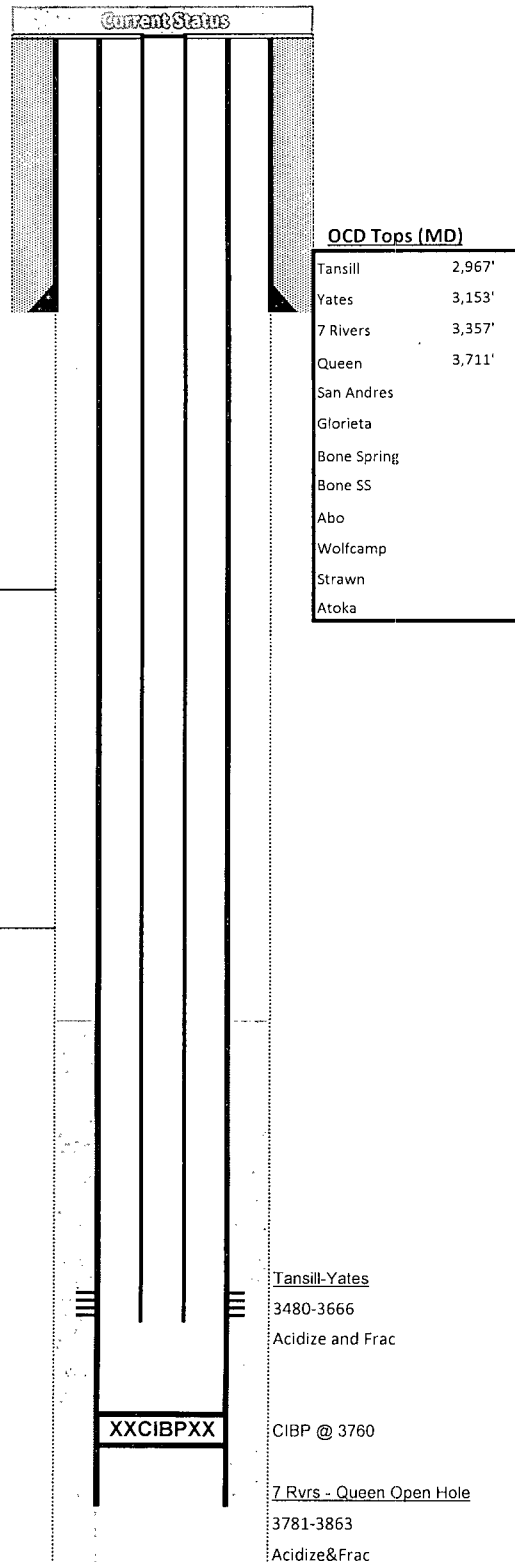 Current Status
OCD Tops (MD)
Tansill 2,967'
Yates 3,153'
7 Rivers 3,357'
Queen 3,711'
San Andres
Glorieta
Bone Spring
Bone SS
Abo
Wolfcamp
Strawn
Atoka
Tansill-Yates
3480-3666
Acidize and Frac
XXCIBPXX
CIBP @ 3760
7 Rvrs - Queen Open Hole
3781-3863
Acidize&Frac